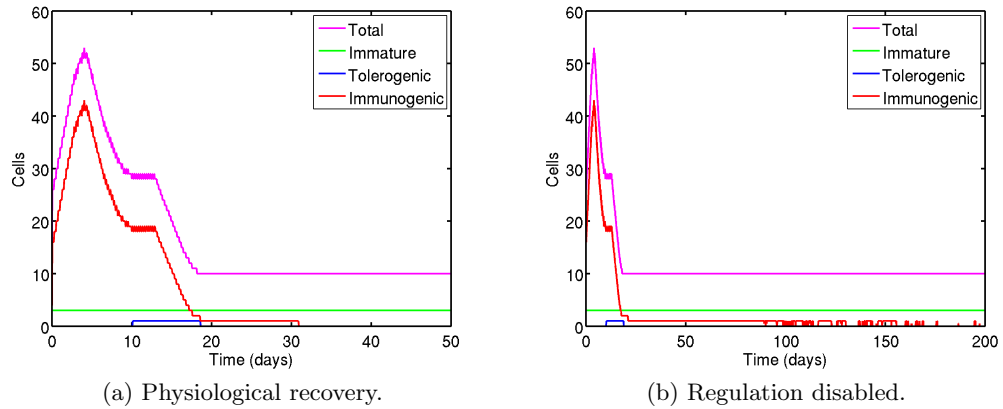 60
50
40
30
20
10
0
Cells
Total
Immature
Tolerogenic
Immunogenic
0 10 20 30 40 50
Time (days)
(a) Physiological recovery.
60
50
40
30
20
10
0
Cells
Total
Immature
Tolerogenic
Immunogenic
0 50 100 150 200
Time (days)
(b) Regulation disabled.